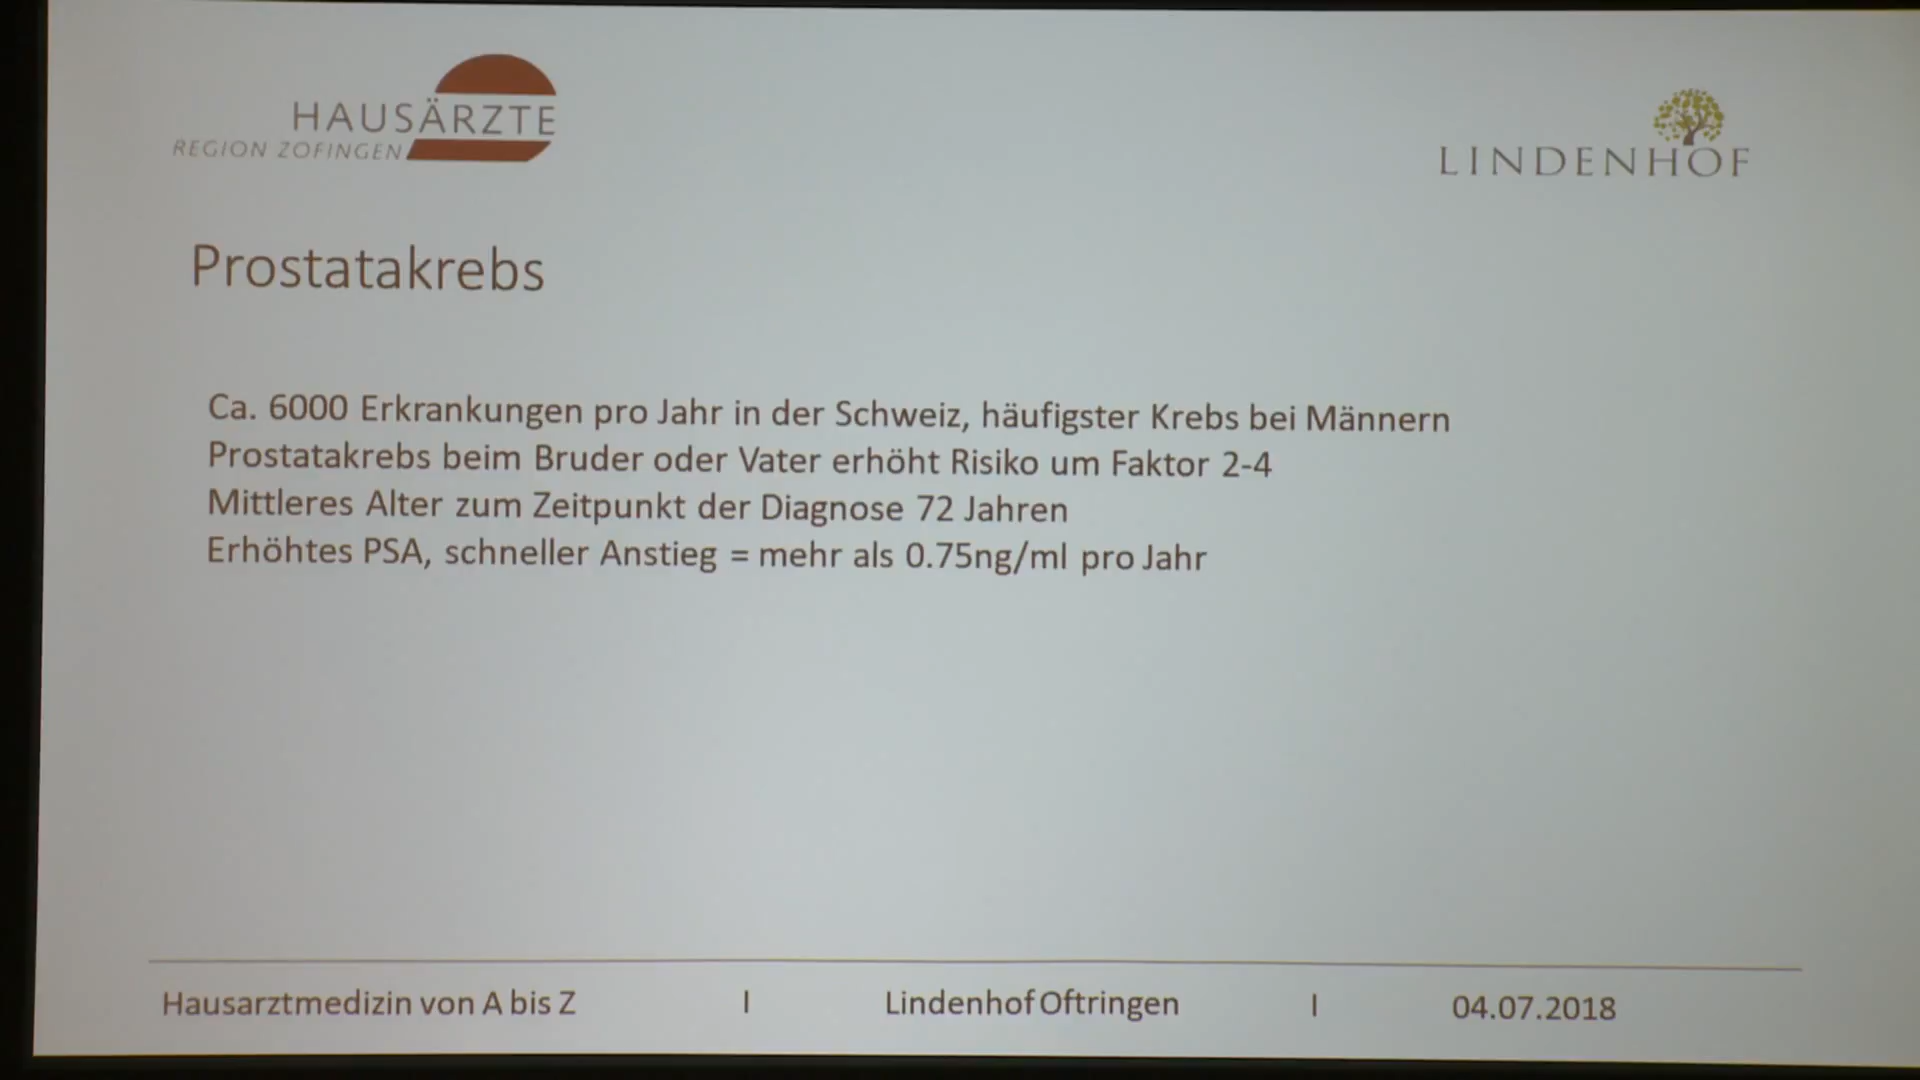 HAUSÄRZTE
REGION ZOFINGEN
LINDENHOF
Prostatakrebs
Ca. 6000 Erkrankungen pro Jahr in der Schweiz, häufigster Krebs bei Männern
Prostatakrebs beim Bruder oder Vater erhöht Risiko um Faktor 2-4
Mittleres Alter zum Zeitpunkt der Diagnose 72 Jahren
Erhöhtes PSA, schneller Anstieg = mehr als 0.75ng/ml pro Jahr
Hausarztmedizin von A bis Z I Lindenhof Oftringen I 04.07.2018